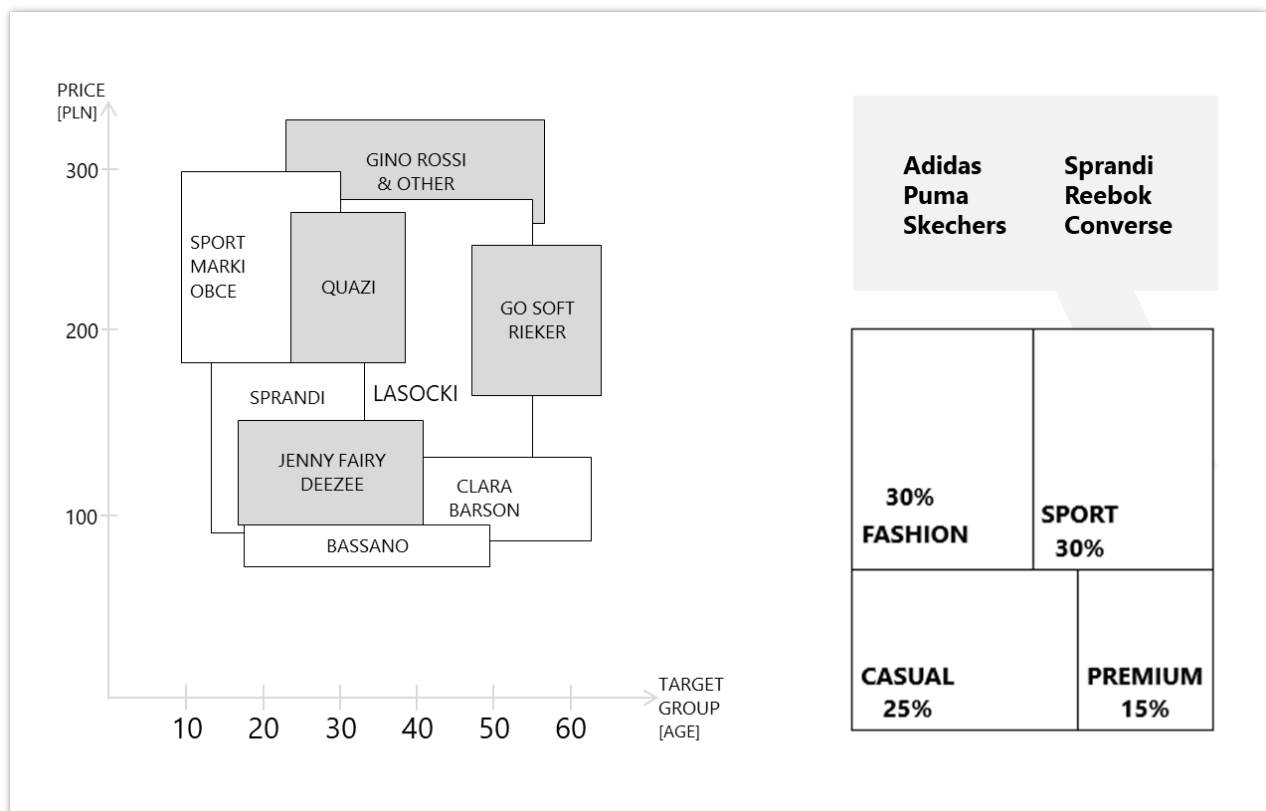 PRICE
[PLN]
300
200
100
GINO ROSSI
& OTHER
SPORT
MARKI
OBCE
QUAZI
GO SOFT
RIEKER
SPRANDI
LASOCKI
JENNY FAIRY
DEEZEE
CLARA
BARSON
BASSANO
10 20 30 40 50 60
TARGET
GROUP
[AGE]
Adidas Sprandi
Puma Reebok
Skechers Converse
30%
FASHION
SPORT
30%
CASUAL
25%
PREMIUM
15%